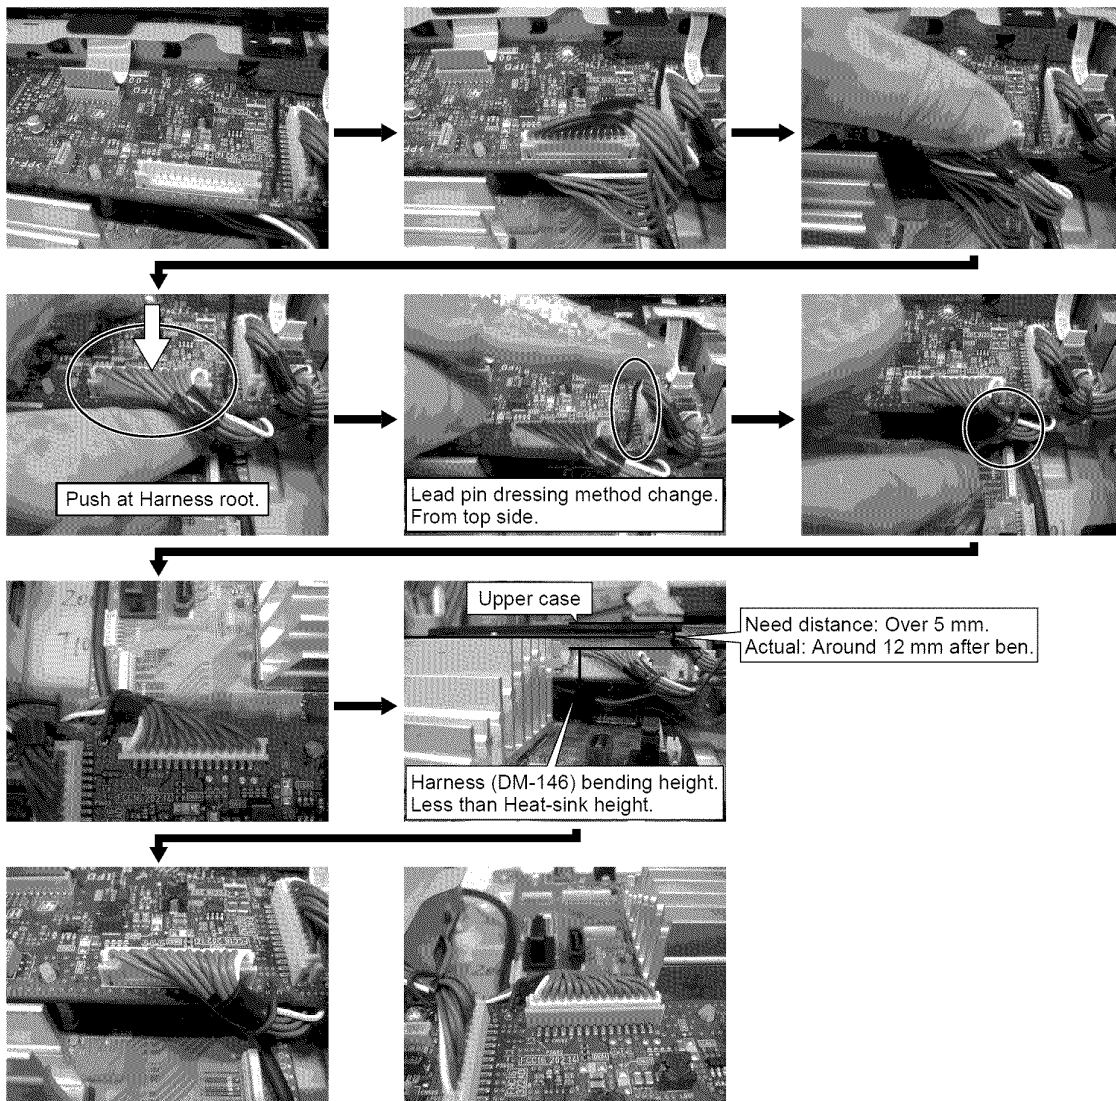 Push at Harness root.
Lead pin dressing method change.
From top side.
Upper case
Need distance: Over 5 mm.
Actual: Around 12 mm after ben.
Harness (DM-146) bending height.
Less than Heat-sink height.